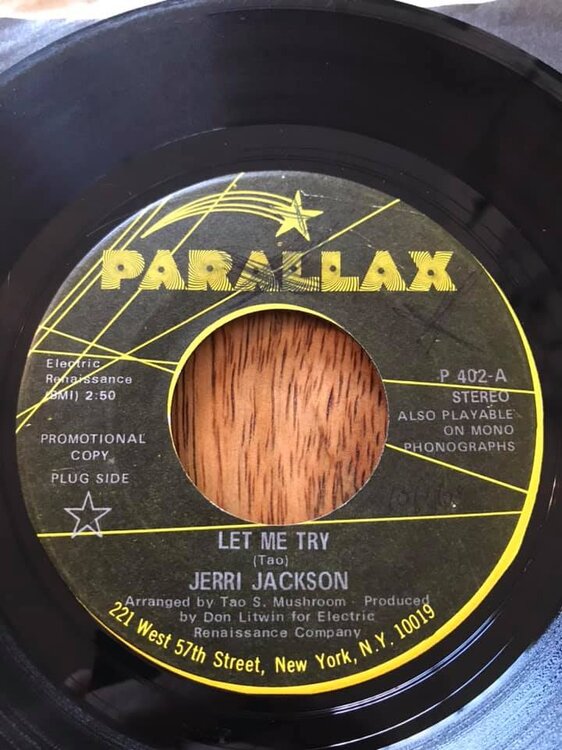 PARALLAX
Electric
Renaissance
(BMI) 2:50
PROMOTIONAL
COPY
PLUG SIDE
P 402-A
STEREO
ALSO PLAYABLE
ON MONO
PHONOGRAPHS
LET ME TRY
(Tao)
JERRI JACKSON
Arranged by Tao S. Mushroom - Produced
by Don Litwin for Electric
Renaissance Company
221 West 57th Street, New York, N.Y. 10019